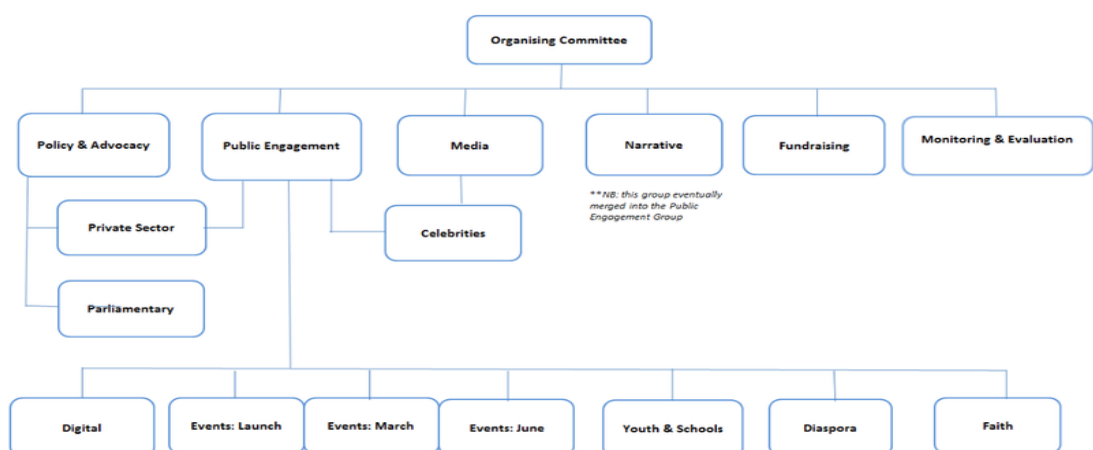 Organising Committee
Policy & Advocacy
Public Engagement
Media
Narrative
Fundraising
Monitoring & Evaluation
**NB: this group eventually
merged into the Public
Engagement Group
Private Sector
Celebrities
Parliamentary
Digital
Events: Launch
Events: March
Events: June
Youth & Schools
Diaspora
Faith